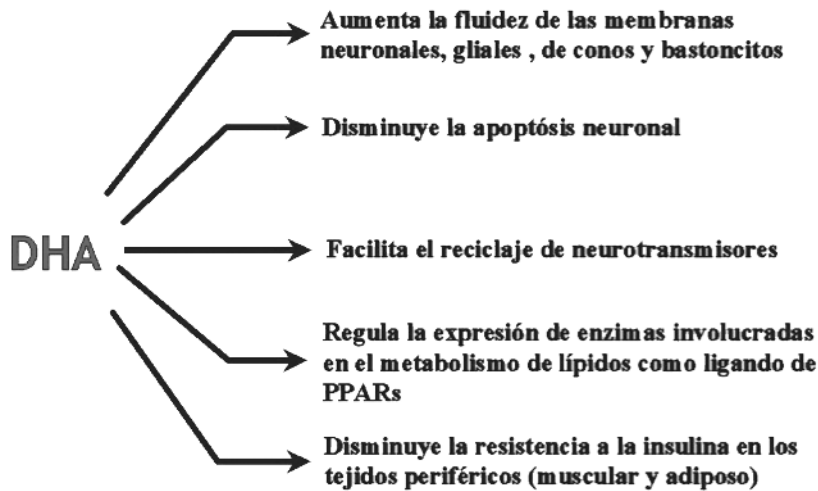 Aumenta la fluidez de las membranas
neuronales, gliales , de conos y bastoncitos
Disminuye la apoptósis neuronal
DHA
Facilita el reciclaje de neurotransmisores
Regula la expresión de enzimas involucradas
en el metabolismo de lípidos como ligando de
PPARs
Disminuye la resistencia a la insulina en los
tejidos periféricos (muscular y adiposo)